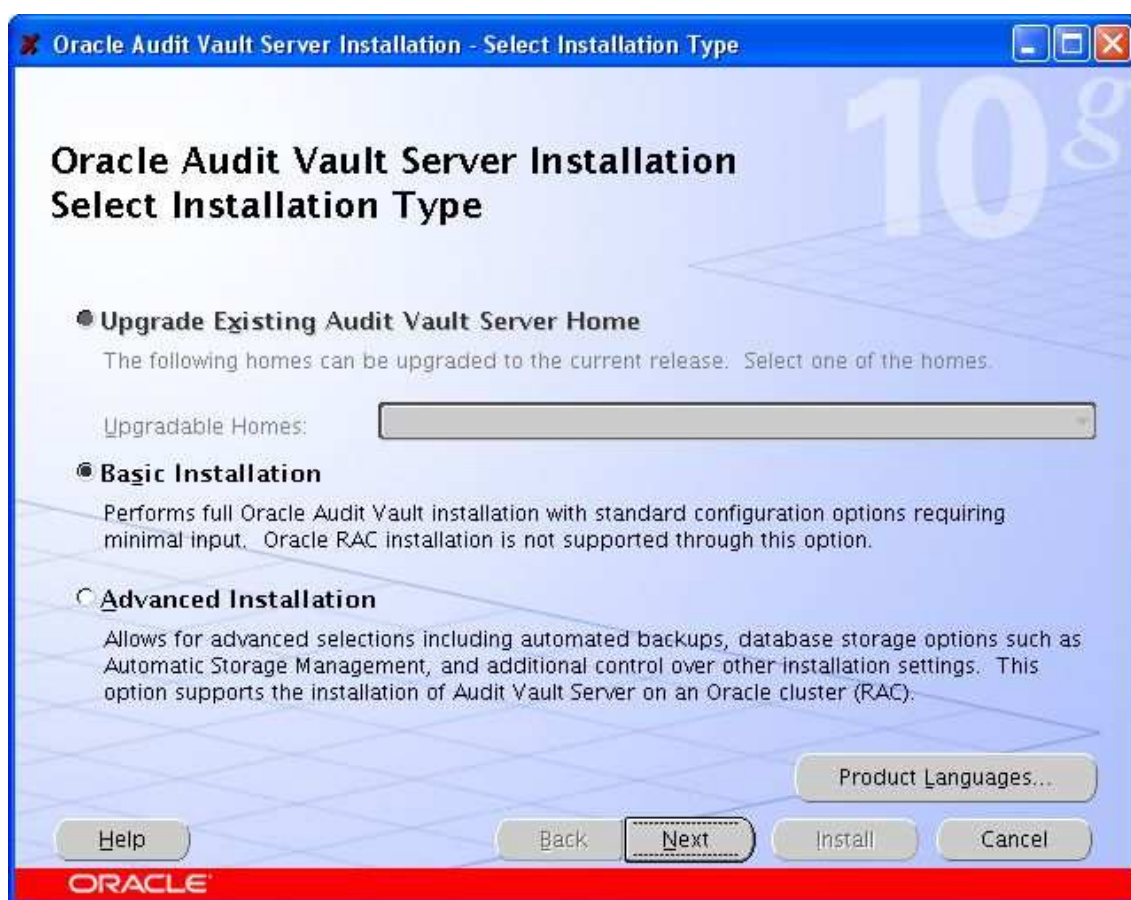 Oracle Audit Vault Server Installation - Select Installation Type
10g
Oracle Audit Vault Server Installation
Select Installation Type
Upgrade Existing Audit Vault Server Home
The following homes can be upgraded to the current release. Select one of the homes.
Upgradable Homes:
Basic Installation
Performs full Oracle Audit Vault installation with standard configuration options requiring
minimal input. Oracle RAC installation is not supported through this option.
Advanced Installation
Allows for advanced selections including automated backups, database storage options such as
Automatic Storage Management, and additional control over other installation settings. This
option supports the installation of Audit Vault Server on an Oracle cluster (RAC).
Product Languages...
Help Back Next Install Cancel
ORACLE